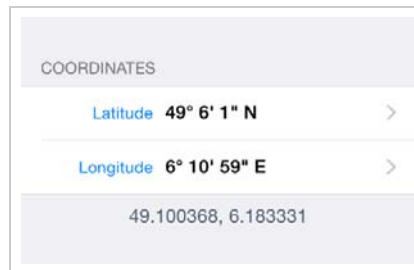 COORDINATES
Latitude 49° 6' 1" N
Longitude 6° 10' 59" E
49.100368, 6.183331